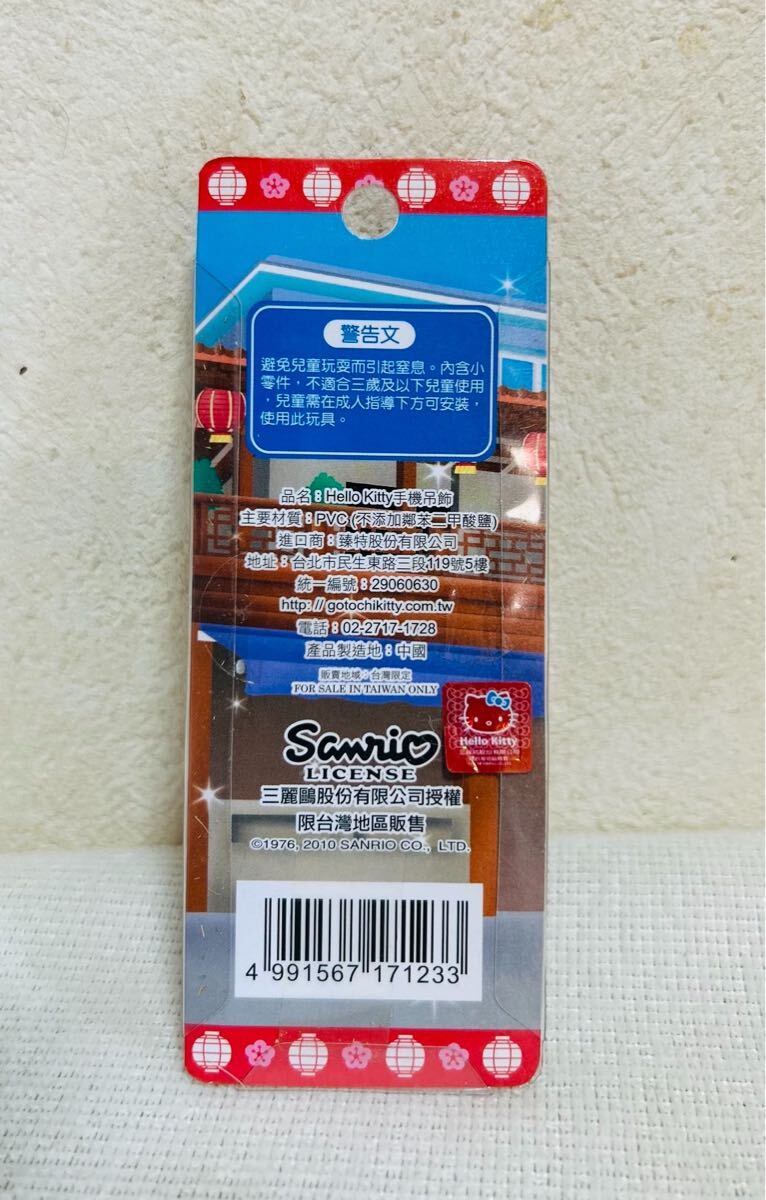 警告文
避免兒童玩耍而引起窒息。內含小
零件，不適合三歲及以下兒童使用
，兒童需在成人指導下方可安裝，
使用此玩具。
品名：Hello Kitty手機吊飾
主要材質：PVC (不添加鄰苯二甲酸鹽)
進口商：臻特股份有限公司
地址：台北市民生東路三段119號5樓
統一編號：29060630
http://gotochikitty.com.tw
電話：02-2717-1728
產品製造地：中國
販賣地域：台灣限定
FOR SALE IN TAIWAN ONLY
Hello Kitty
Sanrio
LICENSE
三麗鷗股份有限公司授權
限台灣地區販售
©1976, 2010 SANRIO CO., LTD.
4 991567 171233